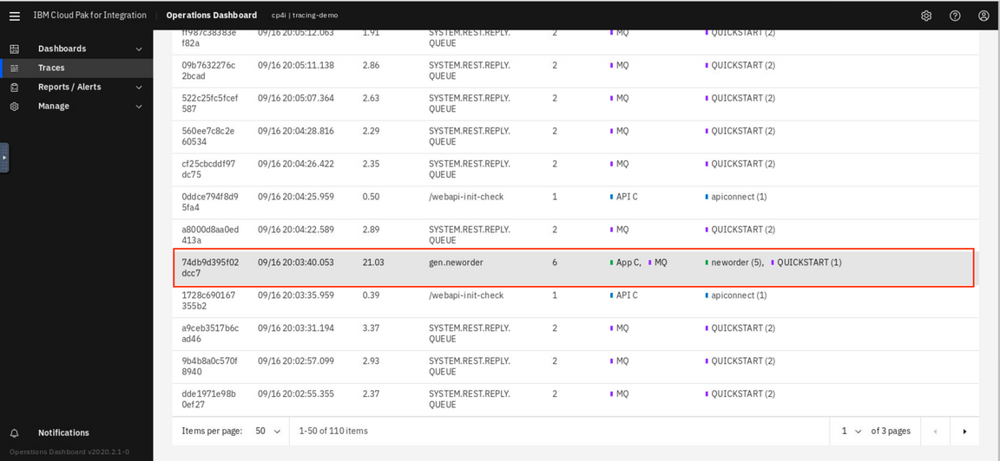 IBM Cloud Pak for Integration Operations Dashboard cp4i | tracing-demo
Dashboards
Traces
Reports / Alerts
Manage
Notifications
Operations Dashboard v2020.2.1-0
ff987c38383e 09/16 20:05:12.063 1.91 SYSTEM.REST.REPLY. 2 MQ QUICKSTART (2)
f82a QUEUE
09b7632276c 09/16 20:05:11.138 2.86 SYSTEM.REST.REPLY. 2 MQ QUICKSTART (2)
2bcad QUEUE
522c25fc5fcef 09/16 20:05:07.364 2.63 SYSTEM.REST.REPLY. 2 MQ QUICKSTART (2)
587 QUEUE
560ee7c8c2e 09/16 20:04:28.816 2.29 SYSTEM.REST.REPLY. 2 MQ QUICKSTART (2)
60534 QUEUE
cf25cbcddf97 09/16 20:04:26.422 2.35 SYSTEM.REST.REPLY. 2 MQ QUICKSTART (2)
dc75 QUEUE
0ddce794f8d9 09/16 20:04:25.959 0.50 /webapi-init-check 1 API C apiconnect (1)
5fa4
a8000d8aa0ed 09/16 20:04:22.589 2.89 SYSTEM.REST.REPLY. 2 MQ QUICKSTART (2)
413a QUEUE
74db9d395f02 09/16 20:03:40.053 21.03 gen.neworder 6 App C, MQ neworder (5), QUICKSTART (1)
dcc7
1728c690167 09/16 20:03:35.959 0.39 /webapi-init-check 1 API C apiconnect (1)
355b2
a9ceb3517b6c 09/16 20:03:31.194 3.37 SYSTEM.REST.REPLY. 2 MQ QUICKSTART (2)
ad46 QUEUE
9b4b8a0c570f 09/16 20:02:57.099 2.93 SYSTEM.REST.REPLY. 2 MQ QUICKSTART (2)
8940 QUEUE
dde1971e98b 09/16 20:02:55.355 2.37 SYSTEM.REST.REPLY. 2 MQ QUICKSTART (2)
0ef27 QUEUE
Items per page: 50 1-50 of 110 items 1 of 3 pages